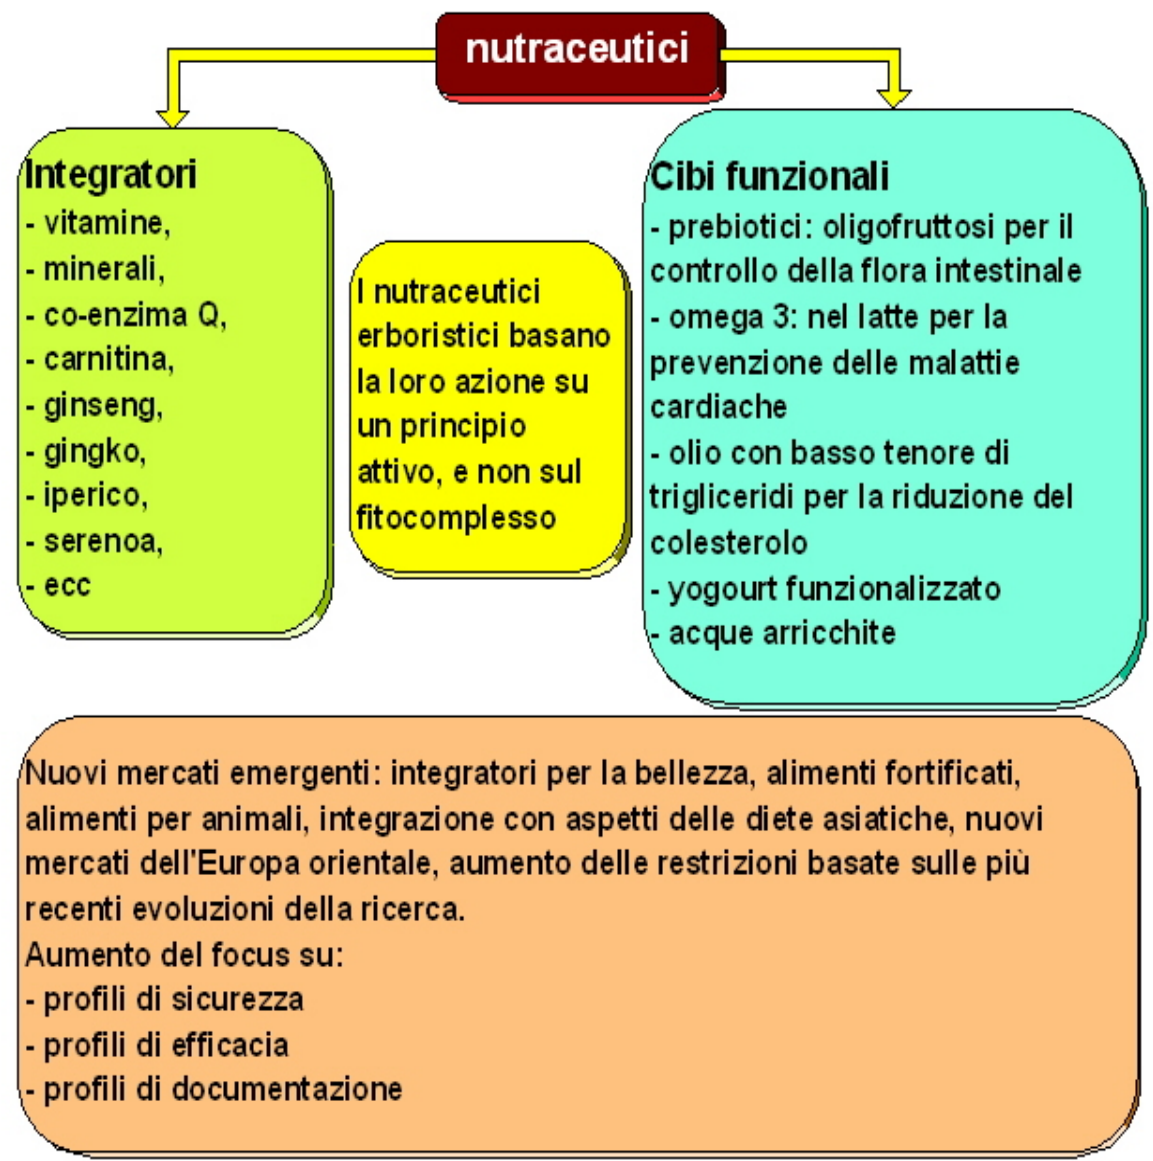 nutraceutici
Integratori
- vitamine,
- minerali,
- co-enzima Q,
- carnitina,
- ginseng,
- gingko,
- iperico,
- serenoa,
- ecc
I nutraceutici
erboristici basano
la loro azione su
un principio
attivo, e non sul
fitocomplesso
Cibi funzionali
- prebiotici: oligofruttosi per il
controllo della flora intestinale
- omega 3: nel latte per la
prevenzione delle malattie
cardiache
- olio con basso tenore di
trigliceridi per la riduzione del
colesterolo
- yogourt funzionalizzato
- acque arricchite
Nuovi mercati emergenti: integratori per la bellezza, alimenti fortificati,
alimenti per animali, integrazione con aspetti delle diete asiatiche, nuovi
mercati dell'Europa orientale, aumento delle restrizioni basate sulle più
recenti evoluzioni della ricerca.
Aumento del focus su:
- profili di sicurezza
- profili di efficacia
- profili di documentazione